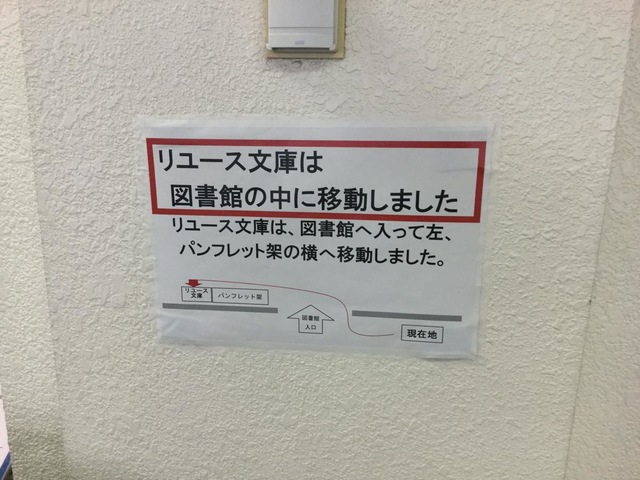 リユース文庫は
図書館の中に移動しました
リユース文庫は、図書館へ入って左、
パンフレット架の横へ移動しました。
リユース
文庫
パンフレット架
図書館
入口
現在地